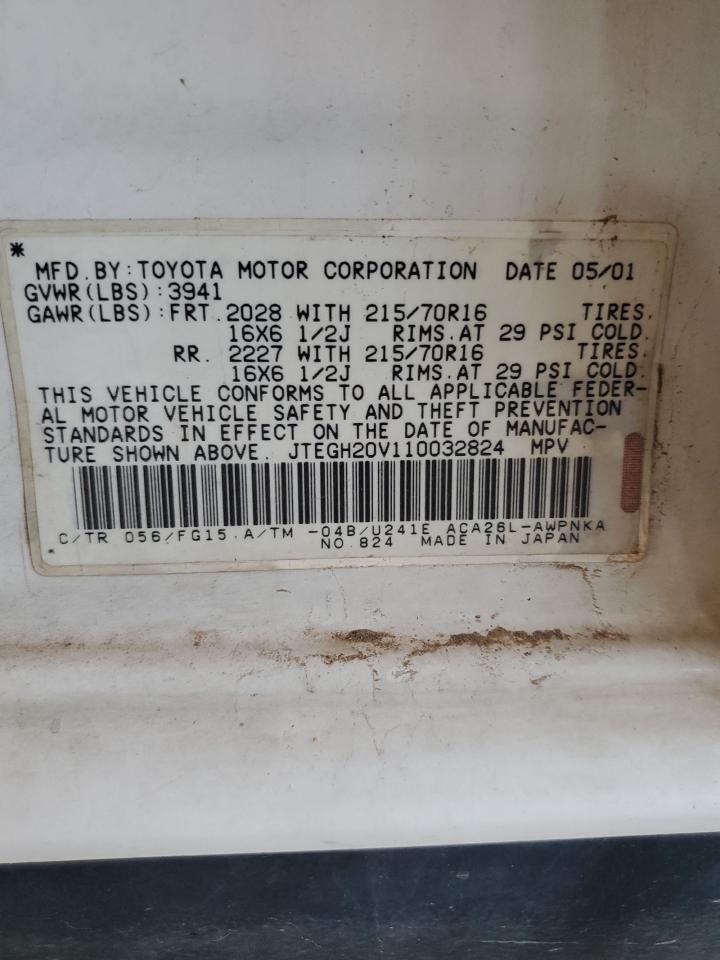 *
MFD. BY: TOYOTA MOTOR CORPORATION DATE 05/01
GVWR(LBS): 3941
GAWR(LBS): FRT. 2028 WITH 215/70R16 TIRES.
16X6 1/2J RIMS. AT 29 PSI COLD.
RR. 2227 WITH 215/70R16 TIRES.
16X6 1/2J RIMS. AT 29 PSI COLD.
THIS VEHICLE CONFORMS TO ALL APPLICABLE FEDER-
AL MOTOR VEHICLE SAFETY AND THEFT PREVENTION
STANDARDS IN EFFECT ON THE DATE OF MANUFAC-
TURE SHOWN ABOVE. JTEGH20V110032824 MPV
C/TR 056/FG15. A/TM -04B/U241E ACA26L-AWPNKA
NO. 824 MADE IN JAPAN